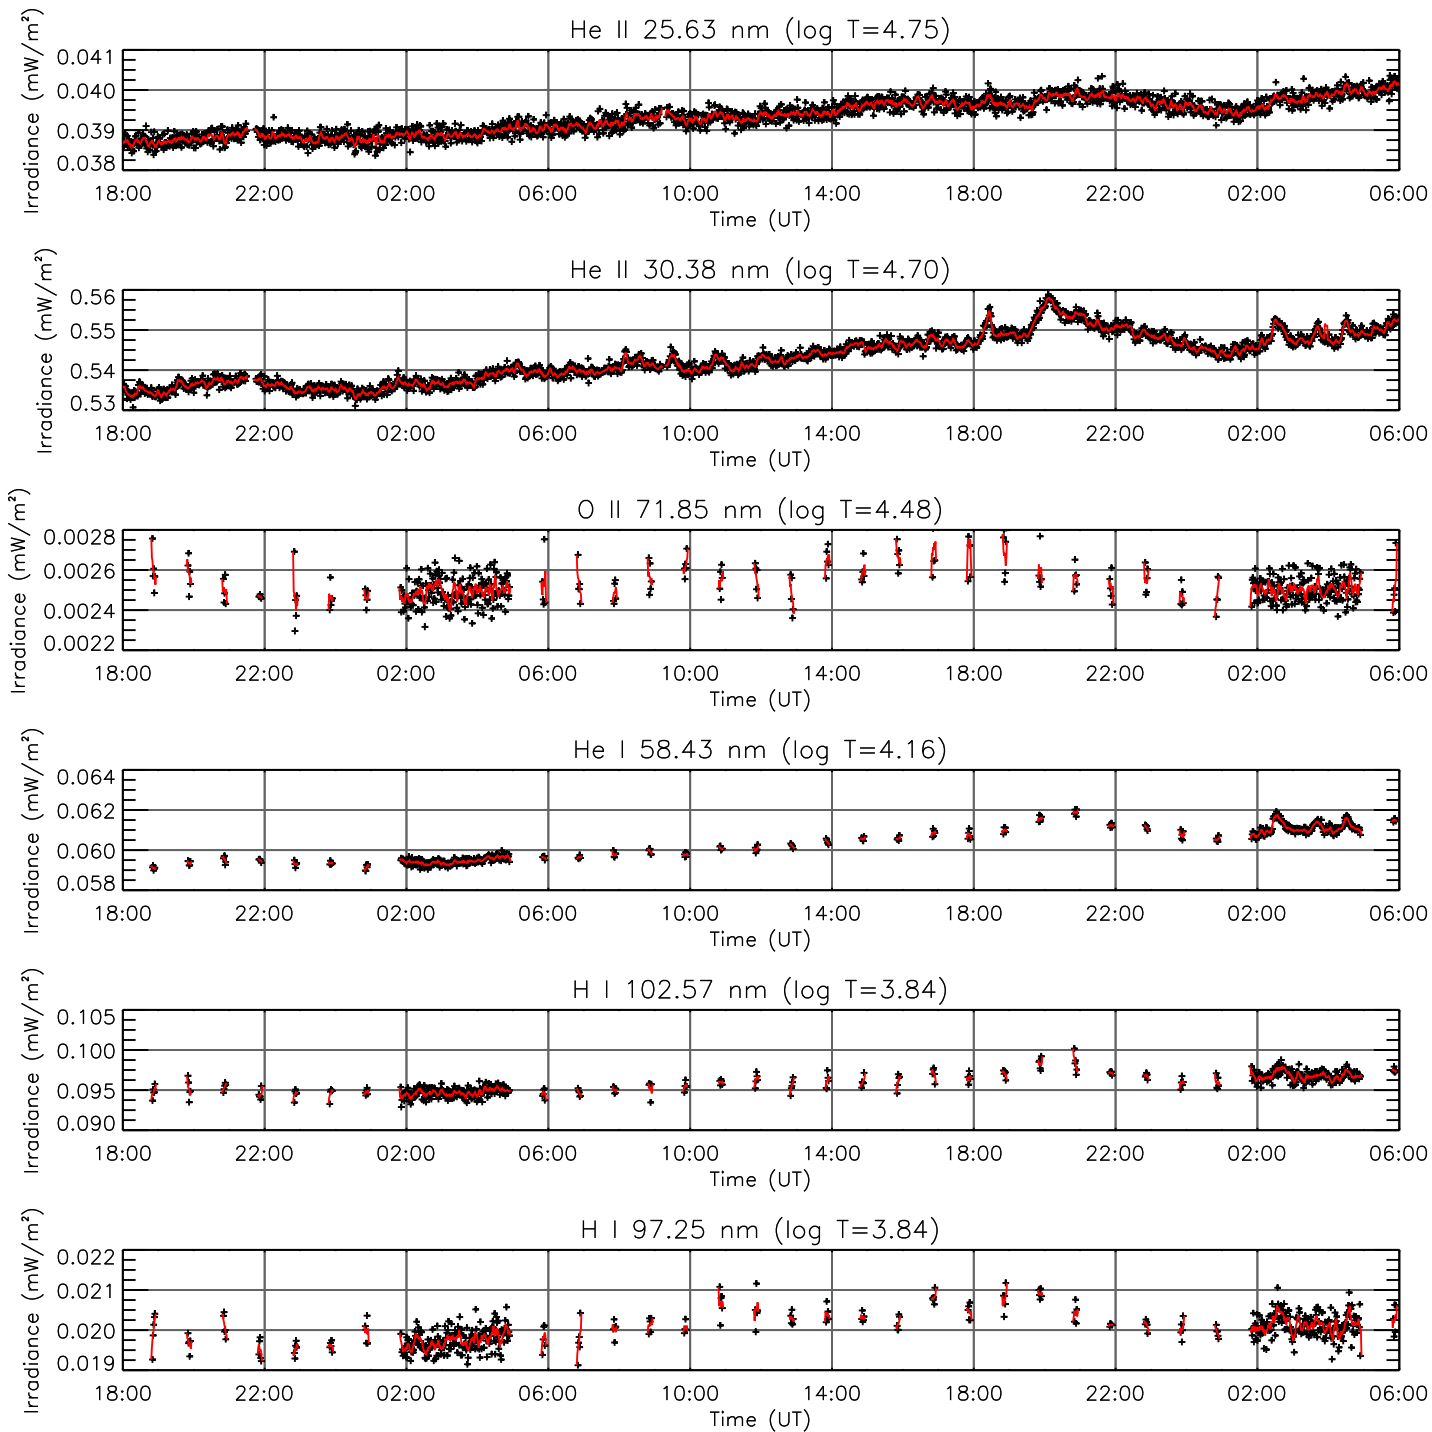 He II 25.63 nm (log T=4.75)
Irradiance (mW/m²)
0.041
0.040
0.039
0.038
18:00 22:00 02:00 06:00 10:00 14:00 18:00 22:00 02:00 06:00
Time (UT)
He II 30.38 nm (log T=4.70)
Irradiance (mW/m²)
0.56
0.55
0.54
0.53
18:00 22:00 02:00 06:00 10:00 14:00 18:00 22:00 02:00 06:00
Time (UT)
O II 71.85 nm (log T=4.48)
Irradiance (mW/m²)
0.0028
0.0026
0.0024
0.0022
18:00 22:00 02:00 06:00 10:00 14:00 18:00 22:00 02:00 06:00
Time (UT)
He I 58.43 nm (log T=4.16)
Irradiance (mW/m²)
0.064
0.062
0.060
0.058
18:00 22:00 02:00 06:00 10:00 14:00 18:00 22:00 02:00 06:00
Time (UT)
H I 102.57 nm (log T=3.84)
Irradiance (mW/m²)
0.105
0.100
0.095
0.090
18:00 22:00 02:00 06:00 10:00 14:00 18:00 22:00 02:00 06:00
Time (UT)
H I 97.25 nm (log T=3.84)
Irradiance (mW/m²)
0.022
0.021
0.020
0.019
18:00 22:00 02:00 06:00 10:00 14:00 18:00 22:00 02:00 06:00
Time (UT)